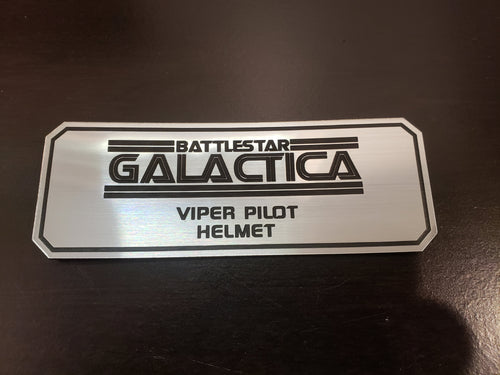 BATTLESTAR
GALACTICA
VIPER PILOT
HELMET